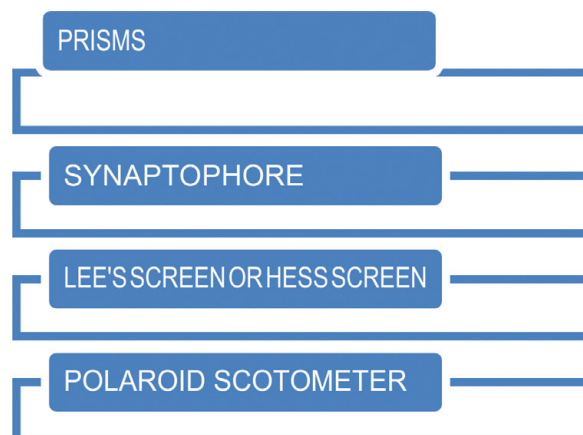 PRISMS
SYNAPTOPHORE
LEE'S SCREEN OR HESS SCREEN
POLAROID SCOTOMETER